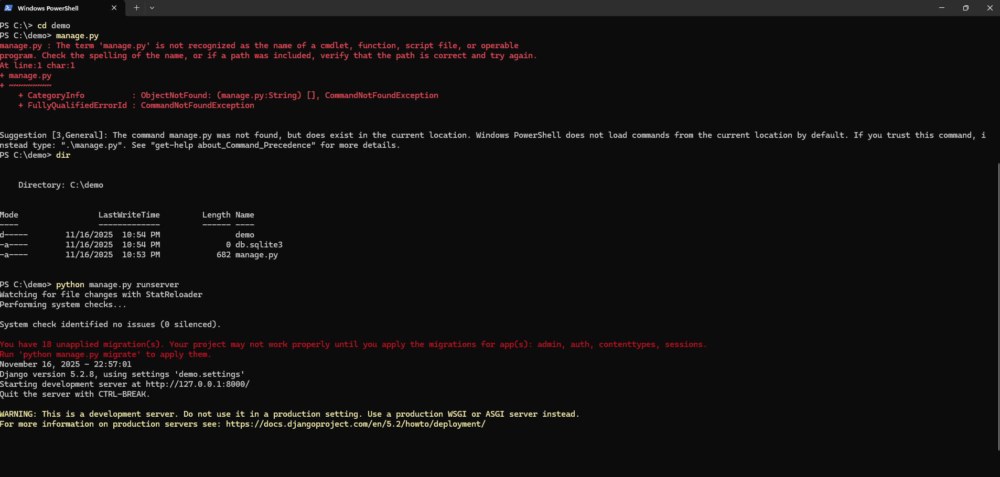 Windows PowerShell
PS C:\> cd demo
PS C:\demo> manage.py
manage.py : The term 'manage.py' is not recognized as the name of a cmdlet, function, script file, or operable
program. Check the spelling of the name, or if a path was included, verify that the path is correct and try again.
At line:1 char:1
+ manage.py
+ ~~~~~~~~~
    + CategoryInfo          : ObjectNotFound: (manage.py:String) [], CommandNotFoundException
    + FullyQualifiedErrorId : CommandNotFoundException
Suggestion [3,General]: The command manage.py was not found, but does exist in the current location. Windows PowerShell does not load commands from the current location by default. If you trust this command, i
nstead type: ".\manage.py". See "get-help about_Command_Precedence" for more details.
PS C:\demo> dir
    Directory: C:\demo
Mode                 LastWriteTime         Length Name
----                 -------------         ------ ----
d-----        11/16/2025  10:54 PM                demo
-a----        11/16/2025  10:54 PM              0 db.sqlite3
-a----        11/16/2025  10:53 PM            682 manage.py
PS C:\demo> python manage.py runserver
Watching for file changes with StatReloader
Performing system checks...
System check identified no issues (0 silenced).
You have 18 unapplied migration(s). Your project may not work properly until you apply the migrations for app(s): admin, auth, contenttypes, sessions.
Run 'python manage.py migrate' to apply them.
November 16, 2025 - 22:57:01
Django version 5.2.8, using settings 'demo.settings'
Starting development server at http://127.0.0.1:8000/
Quit the server with CTRL-BREAK.
WARNING: This is a development server. Do not use it in a production setting. Use a production WSGI or ASGI server instead.
For more information on production servers see: https://docs.djangoproject.com/en/5.2/howto/deployment/